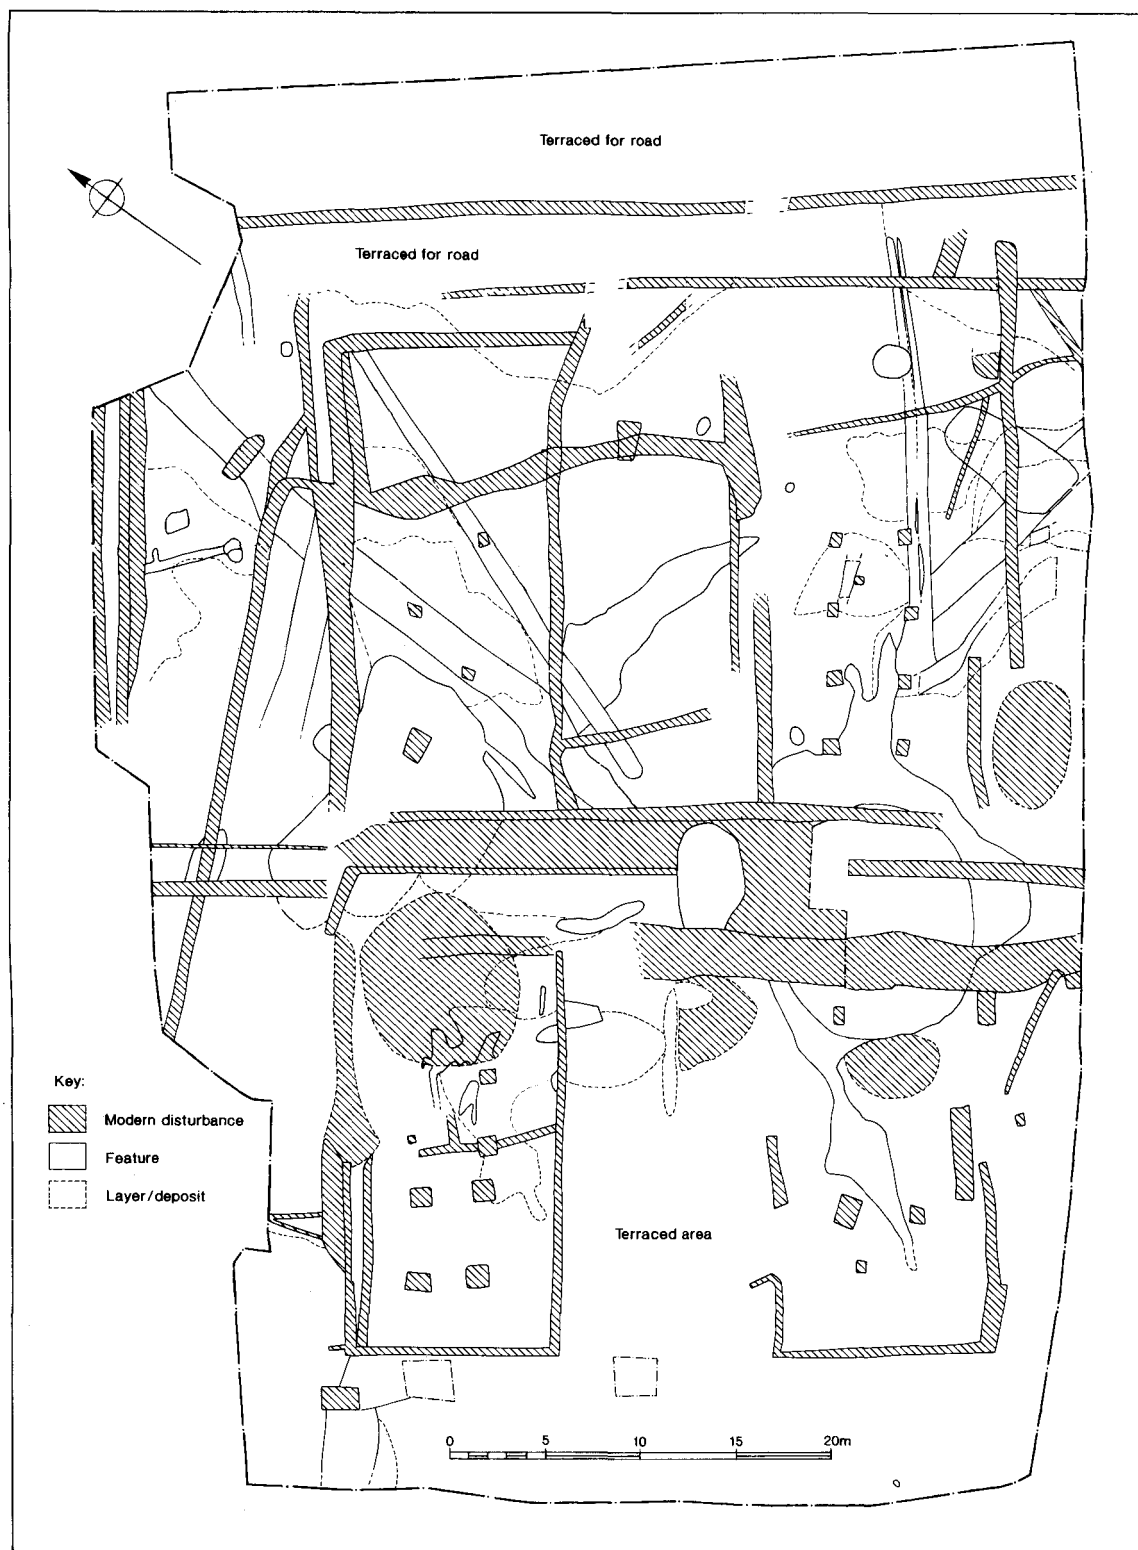 Terraced for road
Terraced for road
Key:
Modern disturbance
Feature
Layer/deposit
Terraced area
0 5 10 15 20m